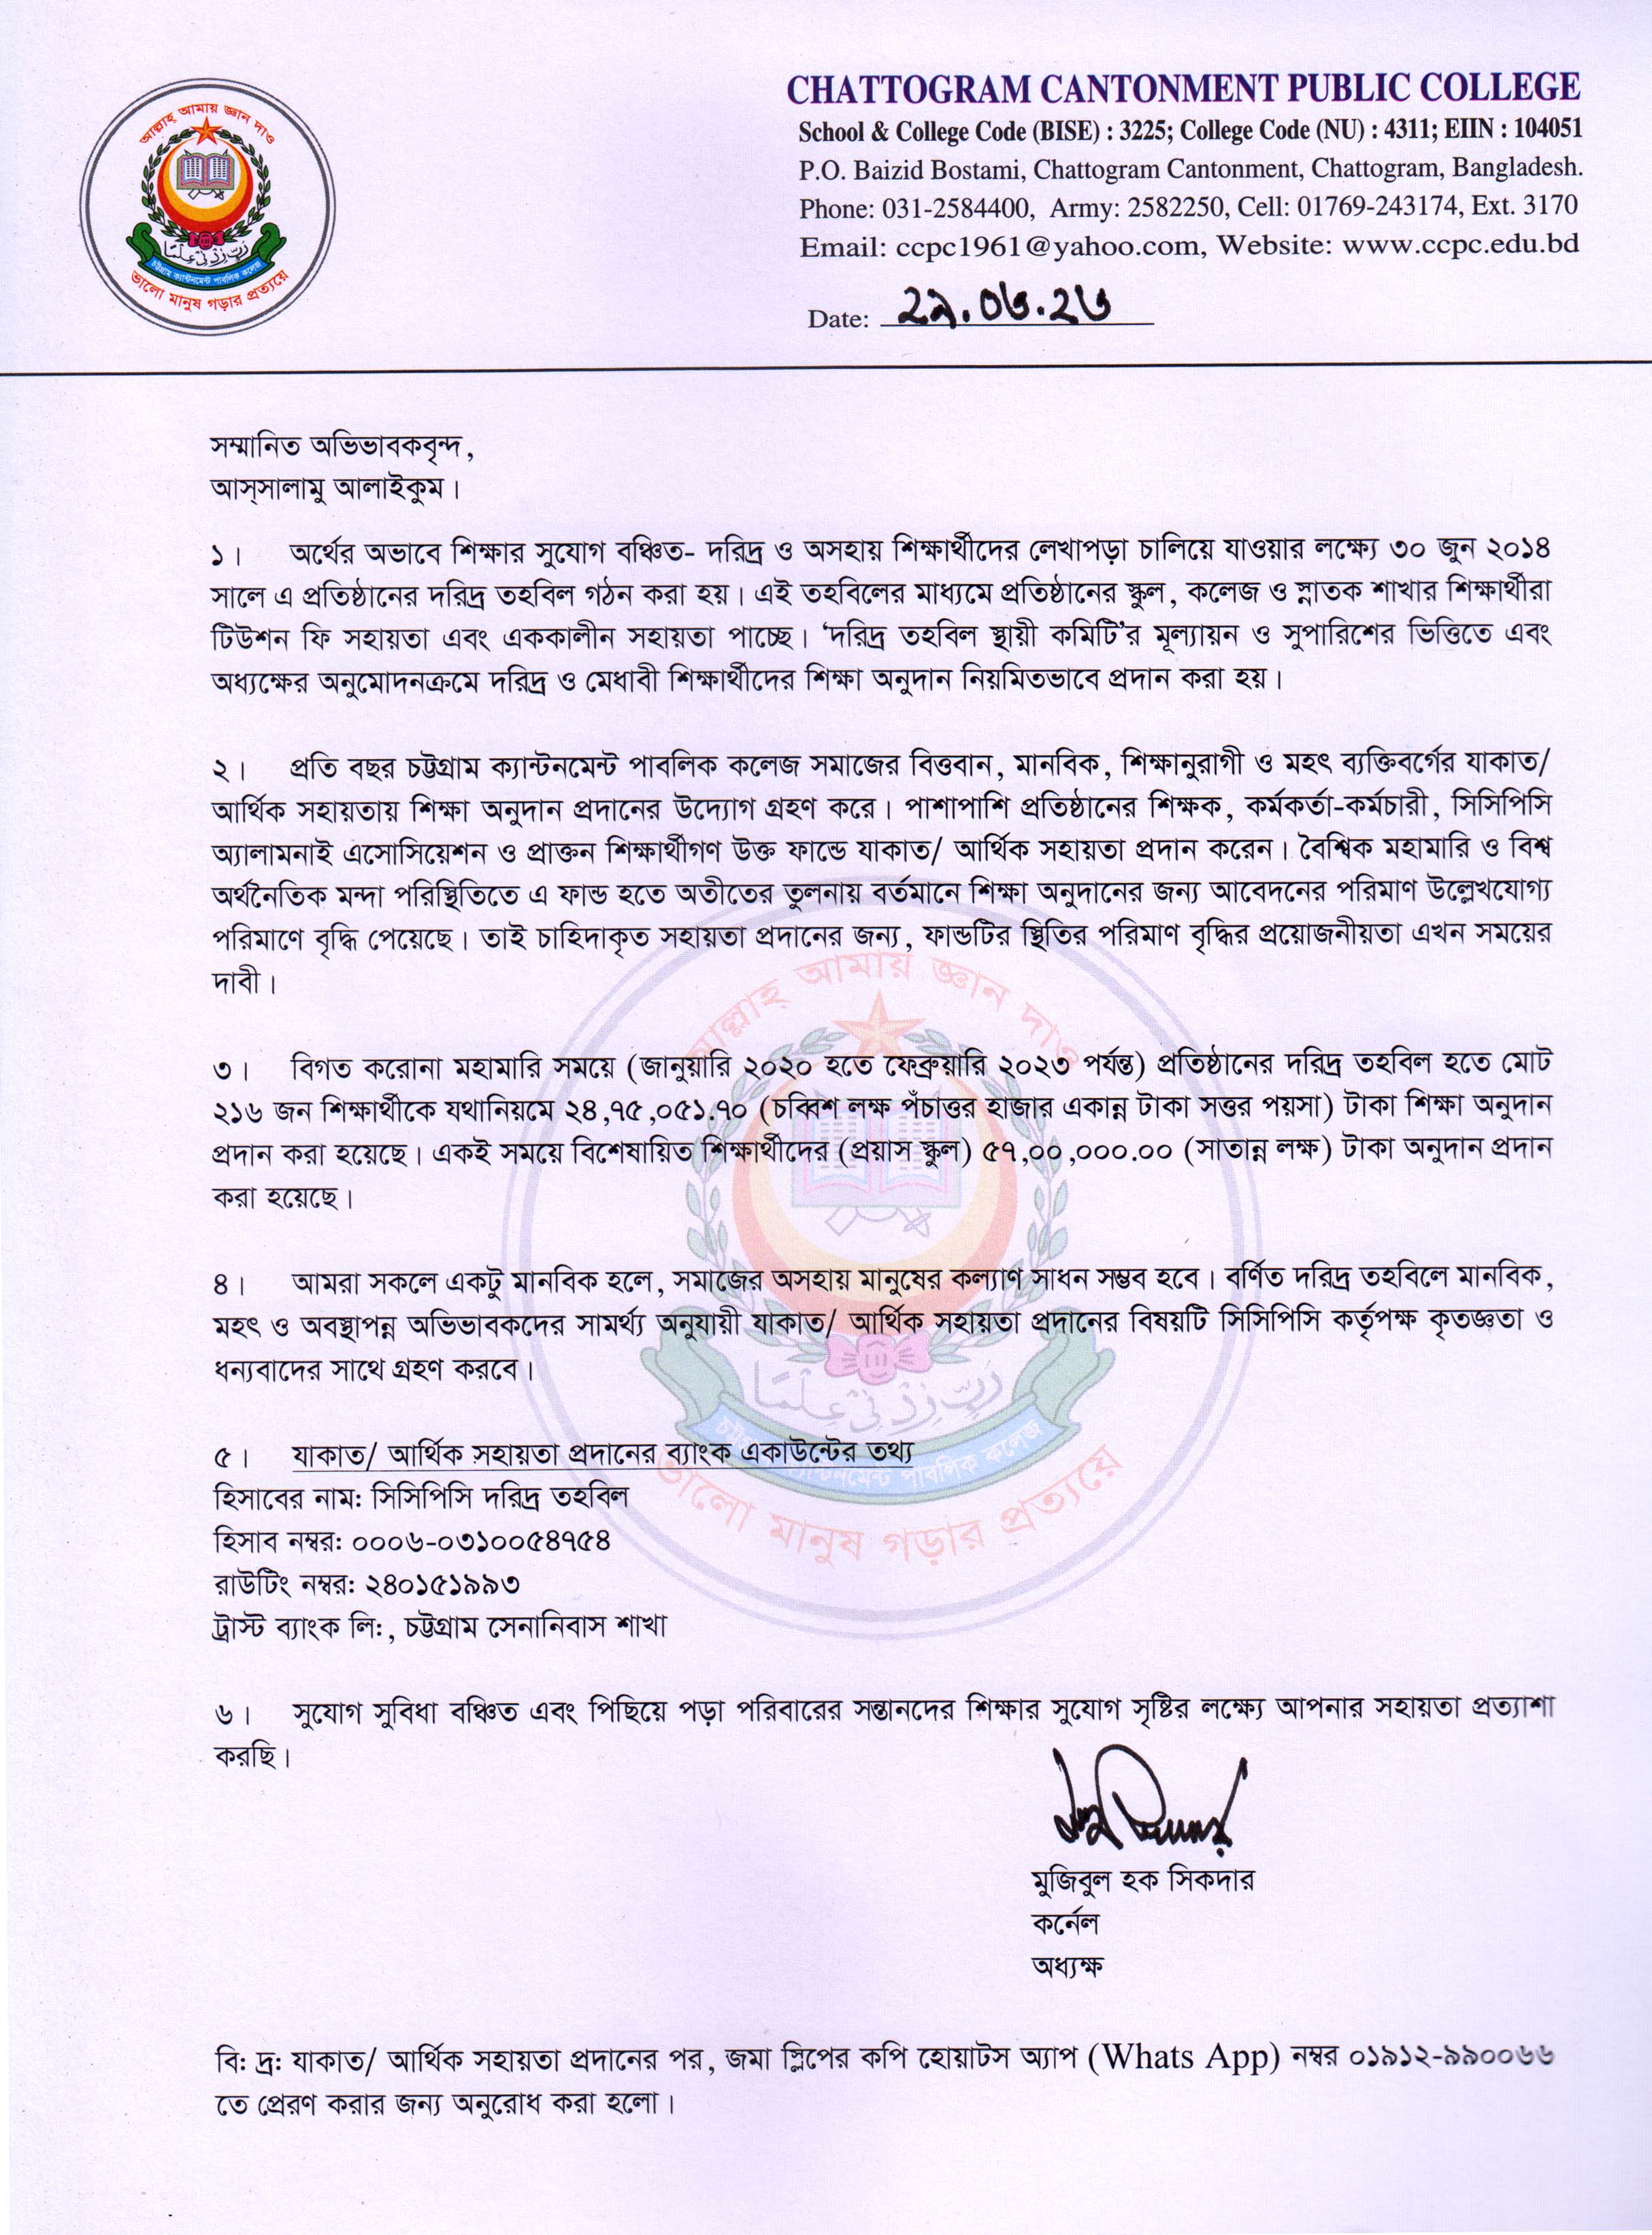 আল্লাহ্ আমায় জ্ঞান দাও
رَبِّ زِدْنِي عِلْمًا
চট্টগ্রাম ক্যান্টনমেন্ট পাবলিক কলেজ
ভালো মানুষ গড়ার প্রত্যয়ে
CHATTOGRAM CANTONMENT PUBLIC COLLEGE
School & College Code (BISE) : 3225; College Code (NU) : 4311; EIIN : 104051
P.O. Baizid Bostami, Chattogram Cantonment, Chattogram, Bangladesh.
Phone: 031-2584400, Army: 2582250, Cell: 01769-243174, Ext. 3170
Email: ccpc1961@yahoo.com, Website: www.ccpc.edu.bd
Date: ২৯.০৩.২৩
সম্মানিত অভিভাবকবৃন্দ,
আস্সালামু আলাইকুম।
১। অর্থের অভাবে শিক্ষার সুযোগ বঞ্চিত- দরিদ্র ও অসহায় শিক্ষার্থীদের লেখাপড়া চালিয়ে যাওয়ার লক্ষ্যে ৩০ জুন ২০১৪
সালে এ প্রতিষ্ঠানের দরিদ্র তহবিল গঠন করা হয়। এই তহবিলের মাধ্যমে প্রতিষ্ঠানের স্কুল, কলেজ ও স্নাতক শাখার শিক্ষার্থীরা
টিউশন ফি সহায়তা এবং এককালীন সহায়তা পাচ্ছে। ‘দরিদ্র তহবিল স্থায়ী কমিটি’র মূল্যায়ন ও সুপারিশের ভিত্তিতে এবং
অধ্যক্ষের অনুমোদনক্রমে দরিদ্র ও মেধাবী শিক্ষার্থীদের শিক্ষা অনুদান নিয়মিতভাবে প্রদান করা হয়।
২। প্রতি বছর চট্টগ্রাম ক্যান্টনমেন্ট পাবলিক কলেজ সমাজের বিত্তবান, মানবিক, শিক্ষানুরাগী ও মহৎ ব্যক্তিবর্গের যাকাত/
আর্থিক সহায়তায় শিক্ষা অনুদান প্রদানের উদ্যোগ গ্রহণ করে। পাশাপাশি প্রতিষ্ঠানের শিক্ষক, কর্মকর্তা-কর্মচারী, সিসিপিসি
অ্যালামনাই এসোসিয়েশন ও প্রাক্তন শিক্ষার্থীগণ উক্ত ফান্ডে যাকাত/ আর্থিক সহায়তা প্রদান করেন। বৈশ্বিক মহামারি ও বিশ্ব
অর্থনৈতিক মন্দা পরিস্থিতিতে এ ফান্ড হতে অতীতের তুলনায় বর্তমানে শিক্ষা অনুদানের জন্য আবেদনের পরিমাণ উল্লেখযোগ্য
পরিমাণে বৃদ্ধি পেয়েছে। তাই চাহিদাকৃত সহায়তা প্রদানের জন্য, ফান্ডটির স্থিতির পরিমাণ বৃদ্ধির প্রয়োজনীয়তা এখন সময়ের
দাবী।
৩। বিগত করোনা মহামারি সময়ে (জানুয়ারি ২০২০ হতে ফেব্রুয়ারি ২০২৩ পর্যন্ত) প্রতিষ্ঠানের দরিদ্র তহবিল হতে মোট
২১৬ জন শিক্ষার্থীকে যথানিয়মে ২৪,৭৫,০৫১.৭০ (চব্বিশ লক্ষ পঁচাত্তর হাজার একান্ন টাকা সত্তর পয়সা) টাকা শিক্ষা অনুদান
প্রদান করা হয়েছে। একই সময়ে বিশেষায়িত শিক্ষার্থীদের (প্রয়াস স্কুল) ৫৭,০০,০০০.০০ (সাতান্ন লক্ষ) টাকা অনুদান প্রদান
করা হয়েছে।
৪। আমরা সকলে একটু মানবিক হলে, সমাজের অসহায় মানুষের কল্যাণ সাধন সম্ভব হবে। বর্ণিত দরিদ্র তহবিলে মানবিক,
মহৎ ও অবস্থাপন্ন অভিভাবকদের সামর্থ্য অনুযায়ী যাকাত/ আর্থিক সহায়তা প্রদানের বিষয়টি সিসিপিসি কর্তৃপক্ষ কৃতজ্ঞতা ও
ধন্যবাদের সাথে গ্রহণ করবে।
৫। যাকাত/ আর্থিক সহায়তা প্রদানের ব্যাংক একাউন্টের তথ্য
হিসাবের নাম: সিসিপিসি দরিদ্র তহবিল
হিসাব নম্বর: ০০০৬-০৩১০০৫৪৭৫৪
রাউটিং নম্বর: ২৪০১৫১৯৯৩
ট্রাস্ট ব্যাংক লি:, চট্টগ্রাম সেনানিবাস শাখা
৬। সুযোগ সুবিধা বঞ্চিত এবং পিছিয়ে পড়া পরিবারের সন্তানদের শিক্ষার সুযোগ সৃষ্টির লক্ষ্যে আপনার সহায়তা প্রত্যাশা
করছি।
মুজিবুল হক সিকদার
কর্নেল
অধ্যক্ষ
বি: দ্র: যাকাত/ আর্থিক সহায়তা প্রদানের পর, জমা স্লিপের কপি হোয়াটস অ্যাপ (Whats App) নম্বর ০১৯১২-৯৯০০৬৬
তে প্রেরণ করার জন্য অনুরোধ করা হলো।